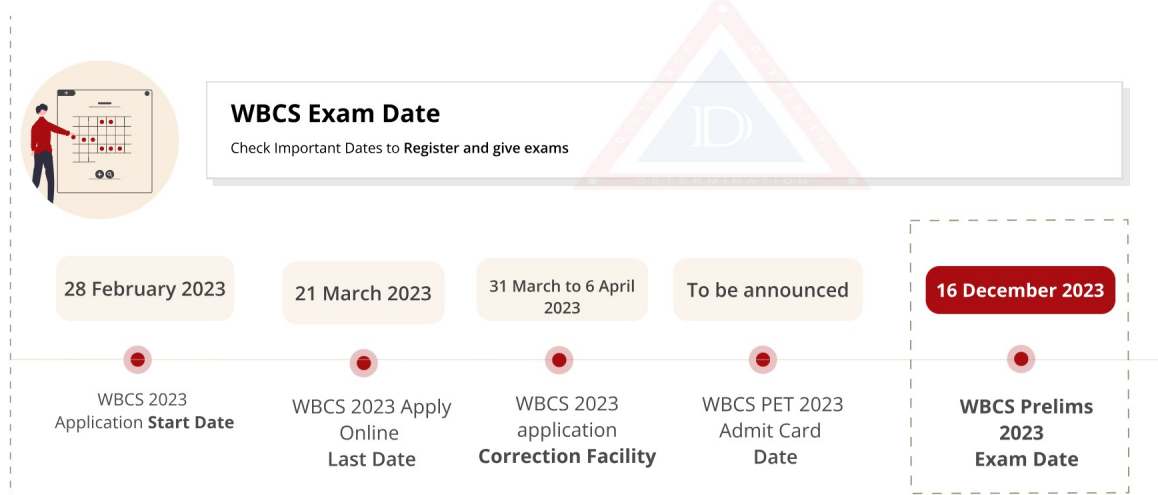 WBCS Exam Date
Check Important Dates to Register and give exams
DETERMINATION
28 February 2023
21 March 2023
31 March to 6 April
2023
To be announced
16 December 2023
WBCS 2023
Application Start Date
WBCS 2023 Apply
Online
Last Date
WBCS 2023
application
Correction Facility
WBCS PET 2023
Admit Card
Date
WBCS Prelims
2023
Exam Date